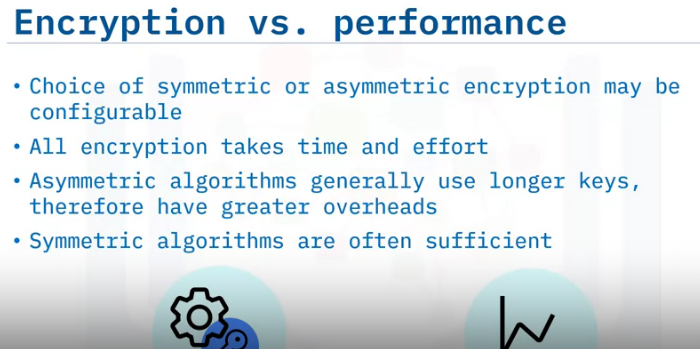 Encryption vs. performance
• Choice of symmetric or asymmetric encryption may be
configurable
• All encryption takes time and effort
• Asymmetric algorithms generally use longer keys,
therefore have greater overheads
• Symmetric algorithms are often sufficient